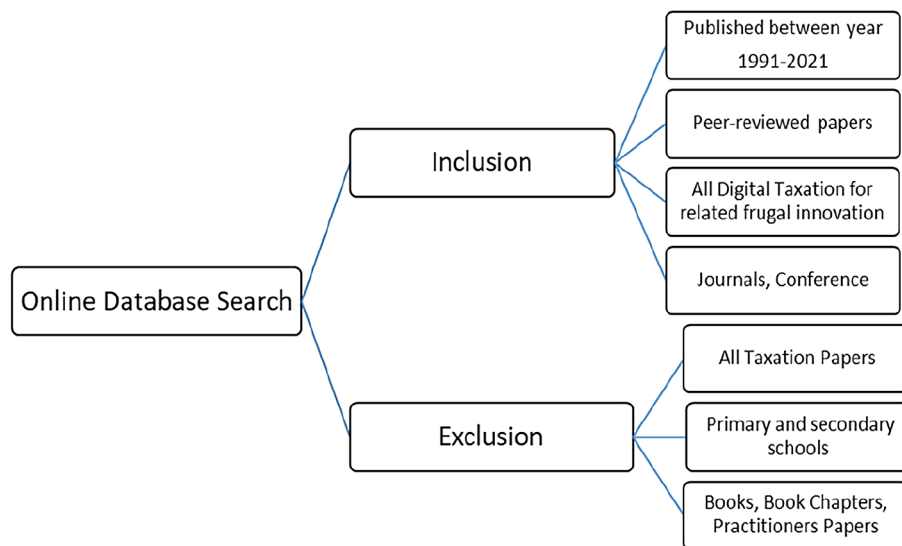 Published between year
1991-2021
Peer-reviewed papers
Inclusion
All Digital Taxation for
related frugal innovation
Journals, Conference
Online Database Search
All Taxation Papers
Exclusion
Primary and secondary
schools
Books, Book Chapters,
Practitioners Papers